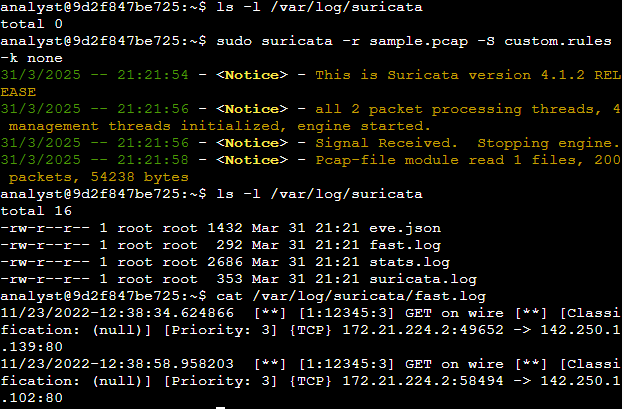 analyst@9d2f847be725:~$ ls -l /var/log/suricata
total 0
analyst@9d2f847be725:~$ sudo suricata -r sample.pcap -S custom.rules
-k none
31/3/2025 -- 21:21:54 - <Notice> - This is Suricata version 4.1.2 REL
EASE
31/3/2025 -- 21:21:56 - <Notice> - all 2 packet processing threads, 4
 management threads initialized, engine started.
31/3/2025 -- 21:21:56 - <Notice> - Signal Received.  Stopping engine.
31/3/2025 -- 21:21:58 - <Notice> - Pcap-file module read 1 files, 200
 packets, 54238 bytes
analyst@9d2f847be725:~$ ls -l /var/log/suricata
total 16
-rw-r--r-- 1 root root 1432 Mar 31 21:21 eve.json
-rw-r--r-- 1 root root  292 Mar 31 21:21 fast.log
-rw-r--r-- 1 root root 2686 Mar 31 21:21 stats.log
-rw-r--r-- 1 root root  353 Mar 31 21:21 suricata.log
analyst@9d2f847be725:~$ cat /var/log/suricata/fast.log
11/23/2022-12:38:34.624866  [**] [1:12345:3] GET on wire [**] [Classi
fication: (null)] [Priority: 3] {TCP} 172.21.224.2:49652 -> 142.250.1
.139:80
11/23/2022-12:38:58.958203  [**] [1:12345:3] GET on wire [**] [Classi
fication: (null)] [Priority: 3] {TCP} 172.21.224.2:58494 -> 142.250.1
.102:80